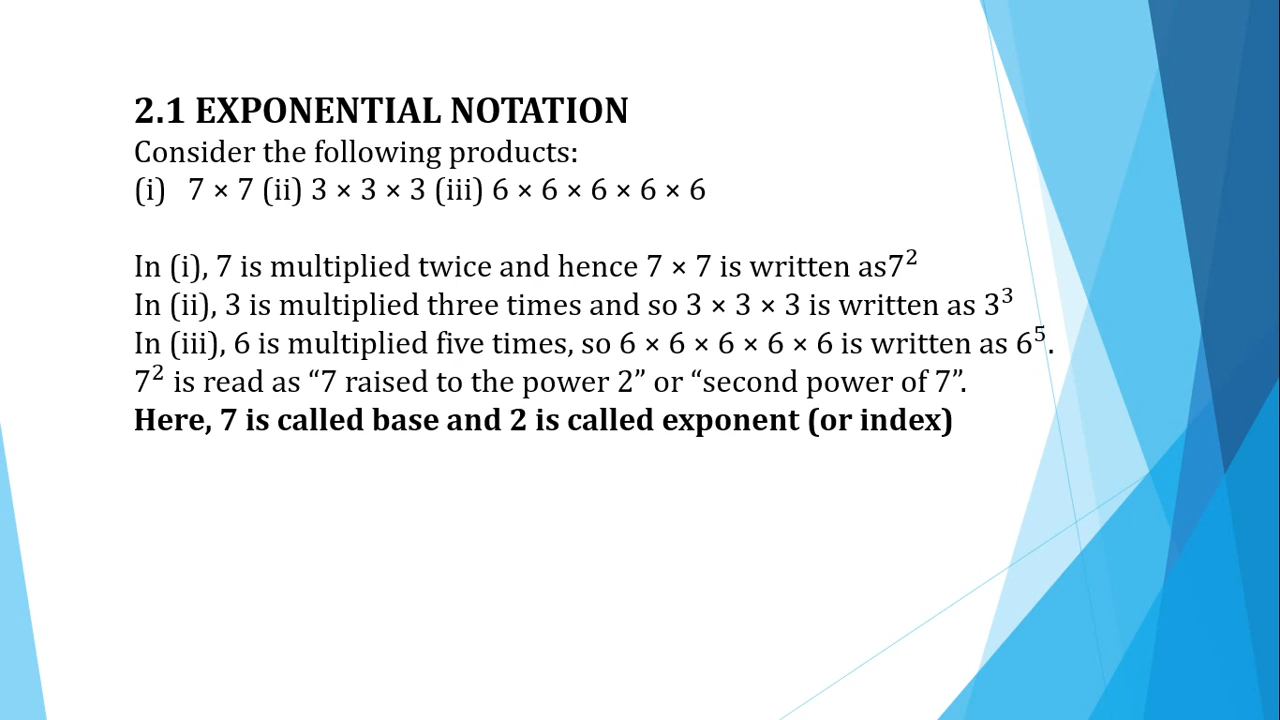 2.1 EXPONENTIAL NOTATION
Consider the following products:
(i) 7 × 7 (ii) 3 × 3 × 3 (iii) 6 × 6 × 6 × 6 × 6
In (i), 7 is multiplied twice and hence 7 × 7 is written as7²
In (ii), 3 is multiplied three times and so 3 × 3 × 3 is written as 3³
In (iii), 6 is multiplied five times, so 6 × 6 × 6 × 6 × 6 is written as 6⁵.
7² is read as “7 raised to the power 2” or “second power of 7”.
Here, 7 is called base and 2 is called exponent (or index)